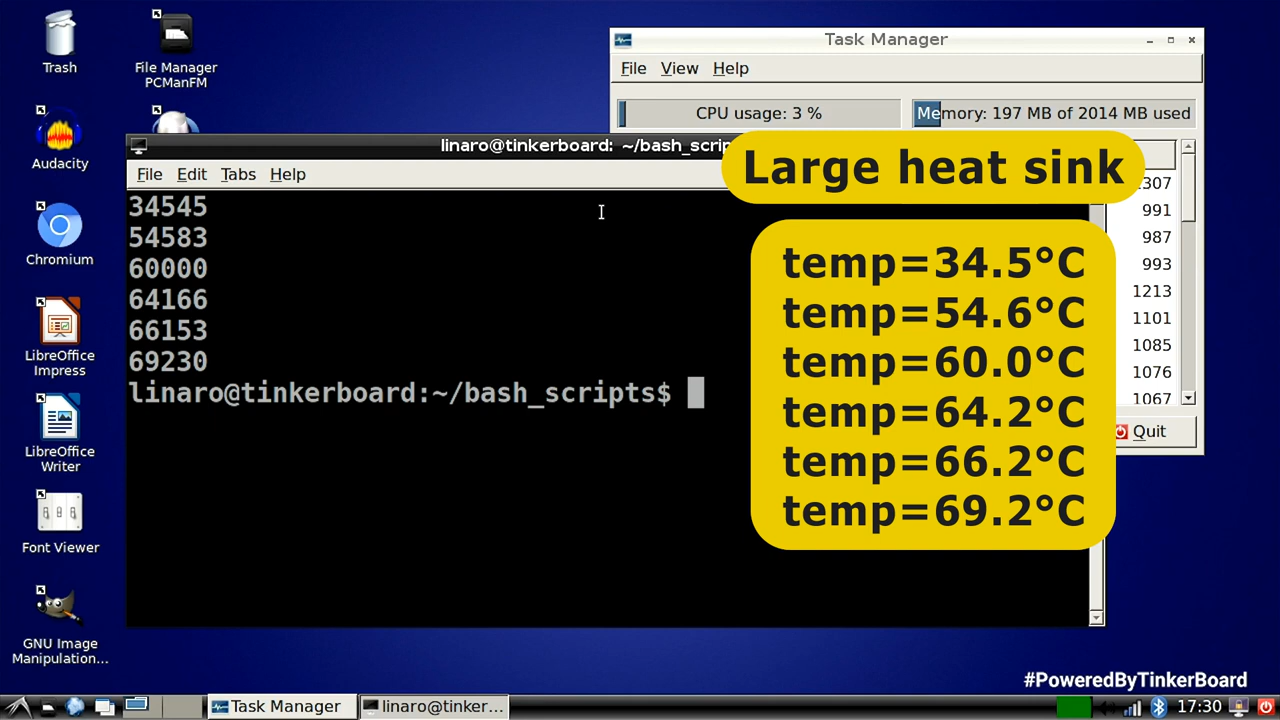 Trash
File Manager
PCManFM
Audacity
Chromium
LibreOffice
Impress
LibreOffice
Writer
Font Viewer
GNU Image
Manipulation...
Task Manager
File View Help
CPU usage: 3 %
Memory: 197 MB of 2014 MB used
1307
991
987
993
1213
1101
1085
1076
1067
Quit
linaro@tinkerboard: ~/bash_scrip
File Edit Tabs Help
34545
54583
60000
64166
66153
69230
linaro@tinkerboard:~/bash_scripts$
Large heat sink
temp=34.5°C
temp=54.6°C
temp=60.0°C
temp=64.2°C
temp=66.2°C
temp=69.2°C
#PoweredByTinkerBoard
Task Manager
linaro@tinker...
17:30